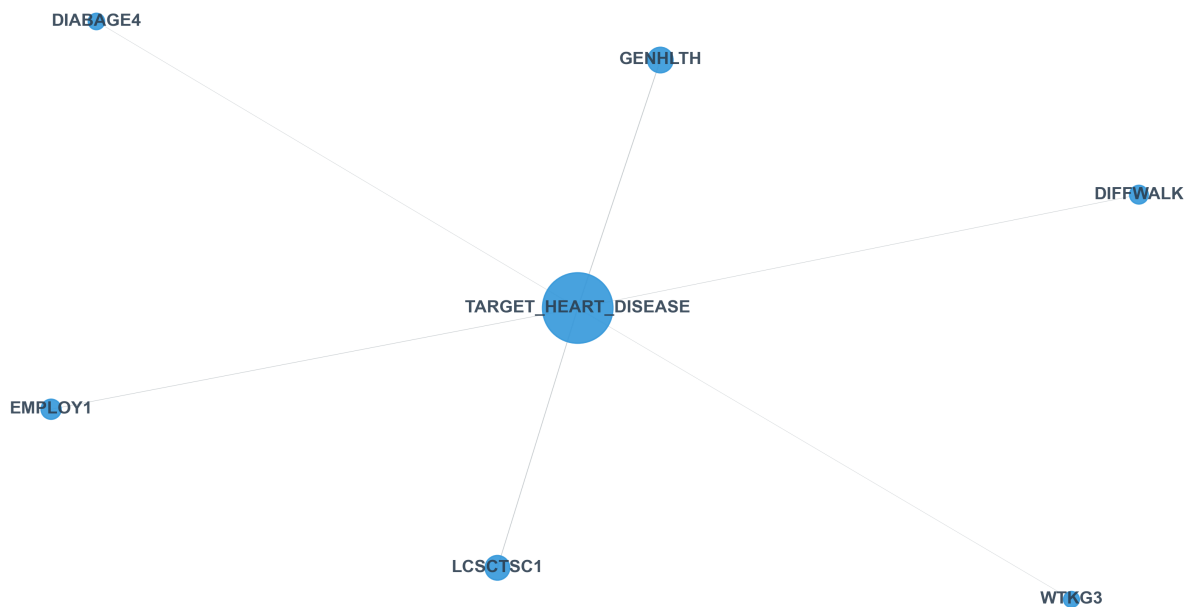 DIABAGE4
GENHLTH
DIFFWALK
TARGET_HEART_DISEASE
EMPLOY1
LCSCTSC1
WTKG3